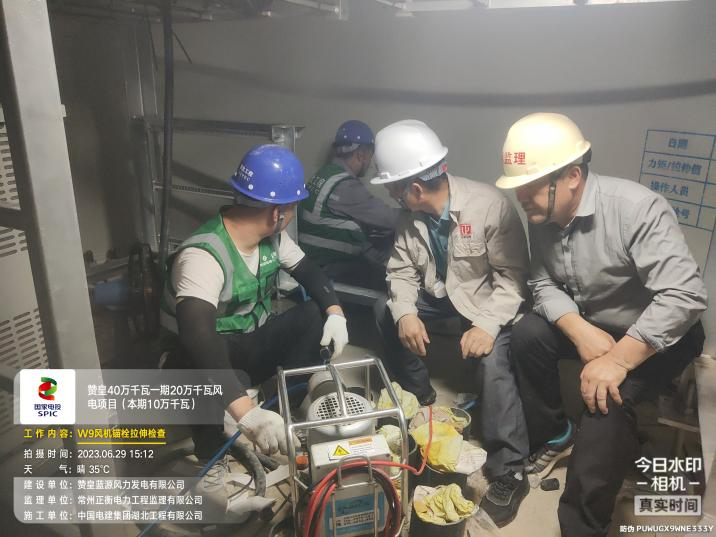 监理
日期
力矩/拉伸值
操作人员
国家电投
SPIC
赞皇40万千瓦一期20万千瓦风
电项目（本期10万千瓦）
工作内容：W9风机锚栓拉伸检查
拍摄时间：2023.06.29 15:12
天 气：晴 35℃
建设单位：赞皇蓝源风力发电有限公司
监理单位：常州正衡电力工程监理有限公司
施工单位：中国电建集团湖北工程有限公司
今日水印
相机
真实时间
防伪 PUWUGX9WNE333Y